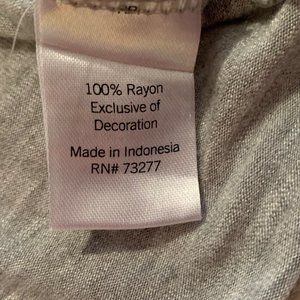 100% Rayon
Exclusive of
Decoration
Made in Indonesia
RN# 73277